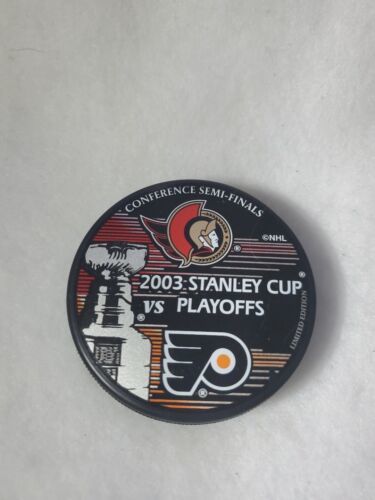 CONFERENCE SEMI-FINALS
©NHL
2003 STANLEY CUP®
VS PLAYOFFS
LIMITED EDITION